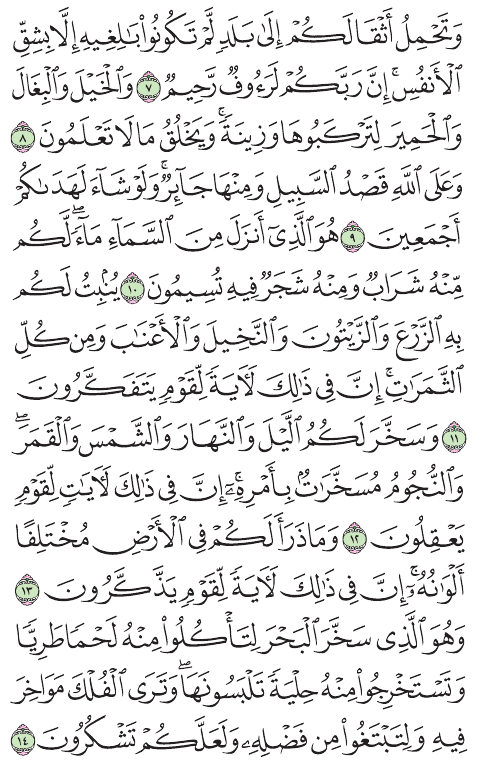 وَتَحْمِلُ أَثْقَالَكُمْ إِلَىٰ بَلَدٍ لَّمْ تَكُونُوا۟ بَٰلِغِيهِ إِلَّا بِشِقِّ
ٱلْأَنفُسِ ۚ إِنَّ رَبَّكُمْ لَرَءُوفٌ رَّحِيمٌ ٧ وَٱلْخَيْلَ وَٱلْبِغَالَ
وَٱلْحَمِيرَ لِتَرْكَبُوهَا وَزِينَةً ۚ وَيَخْلُقُ مَا لَا تَعْلَمُونَ ٨
وَعَلَى ٱللَّهِ قَصْدُ ٱلسَّبِيلِ وَمِنْهَا جَآئِرٌ ۚ وَلَوْ شَآءَ لَهَدَىٰكُمْ
أَجْمَعِينَ ٩ هُوَ ٱلَّذِىٓ أَنزَلَ مِنَ ٱلسَّمَآءِ مَآءً ۖ لَّكُم
مِّنْهُ شَرَابٌ وَمِنْهُ شَجَرٌ فِيهِ تُسِيمُونَ ١٠ يُنۢبِتُ لَكُم
بِهِ ٱلزَّرْعَ وَٱلزَّيْتُونَ وَٱلنَّخِيلَ وَٱلْأَعْنَٰبَ وَمِن كُلِّ
ٱلثَّمَرَٰتِ ۗ إِنَّ فِى ذَٰلِكَ لَءَايَةً لِّقَوْمٍ يَتَفَكَّرُونَ
١١ وَسَخَّرَ لَكُمُ ٱلَّيْلَ وَٱلنَّهَارَ وَٱلشَّمْسَ وَٱلْقَمَرَ ۖ
وَٱلنُّجُومُ مُسَخَّرَٰتٌۢ بِأَمْرِهِۦٓ ۗ إِنَّ فِى ذَٰلِكَ لَءَايَٰتٍ لِّقَوْمٍ
يَعْقِلُونَ ١٢ وَمَا ذَرَأَ لَكُمْ فِى ٱلْأَرْضِ مُخْتَلِفًا
أَلْوَٰنُهُۥٓ ۗ إِنَّ فِى ذَٰلِكَ لَءَايَةً لِّقَوْمٍ يَذَّكَّرُونَ ١٣
وَهُوَ ٱلَّذِى سَخَّرَ ٱلْبَحْرَ لِتَأْكُلُوا۟ مِنْهُ لَحْمًا طَرِيًّا
وَتَسْتَخْرِجُوا۟ مِنْهُ حِلْيَةً تَلْبَسُونَهَا ۖ وَتَرَى ٱلْفُلْكَ مَوَاخِرَ
فِيهِ وَلِتَبْتَغُوا۟ مِن فَضْلِهِۦ وَلَعَلَّكُمْ تَشْكُرُونَ ١٤